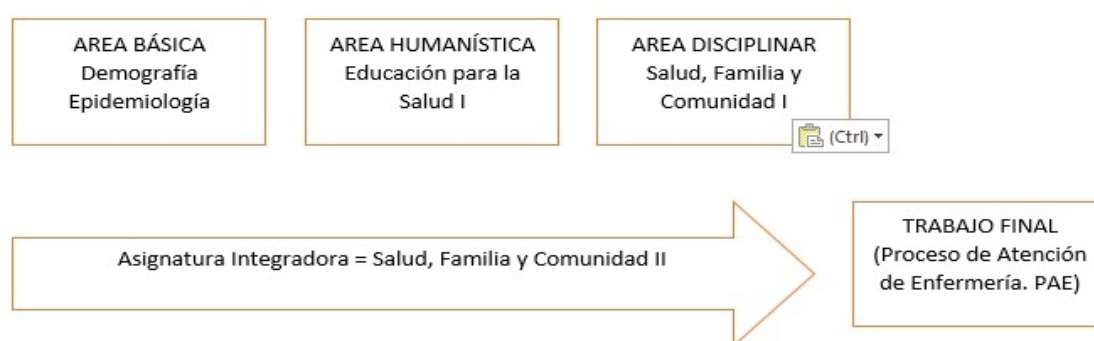 AREA BÁSICA
Demografía
Epidemiología
AREA HUMANÍSTICA
Educación para la
Salud I
AREA DISCIPLINAR
Salud, Familia y
Comunidad I
(Ctrl)
Asignatura Integradora = Salud, Familia y Comunidad II
TRABAJO FINAL
(Proceso de Atención
de Enfermería. PAE)